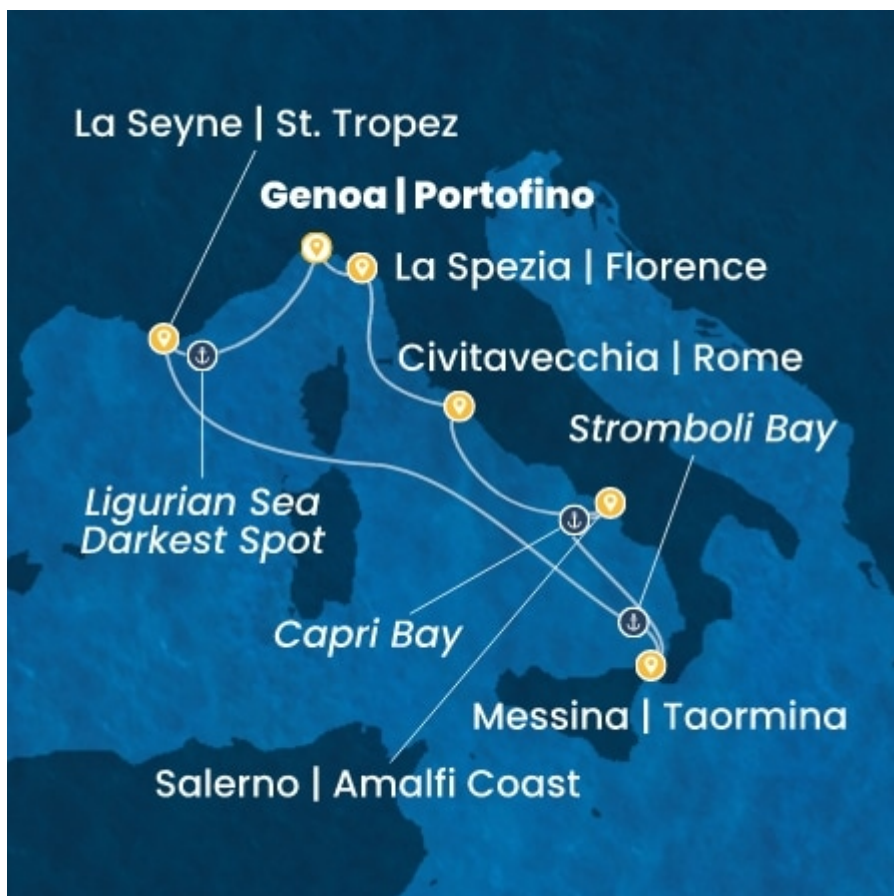 La Seyne | St. Tropez
Genoa | Portofino
La Spezia | Florence
Civitavecchia | Rome
Stromboli Bay
Ligurian Sea
Darkest Spot
Capri Bay
Messina | Taormina
Salerno | Amalfi Coast